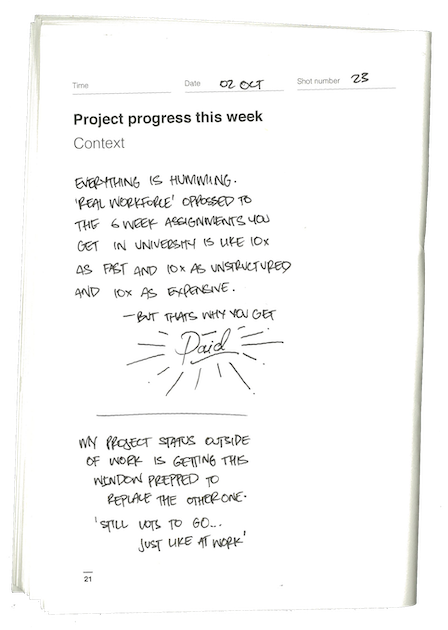 Time Date 02 OCT Shot number 23
Project progress this week
Context
EVERYTHING IS HUMMING.
'REAL WORKFORCE' OPPOSED TO
THE 6 WEEK ASSIGNMENTS YOU
GET IN UNIVERSITY IS LIKE 10x
AS FAST AND 10x AS UNSTRUCTURED
AND 10x AS EXPENSIVE.
—BUT THATS WHY YOU GET
Paid
MY PROJECT STATUS OUTSIDE
OF WORK IS GETTING THIS
WINDOW PREPPED TO
REPLACE THE OTHER ONE.
'STILL LOTS TO GO...
JUST LIKE AT WORK'
21